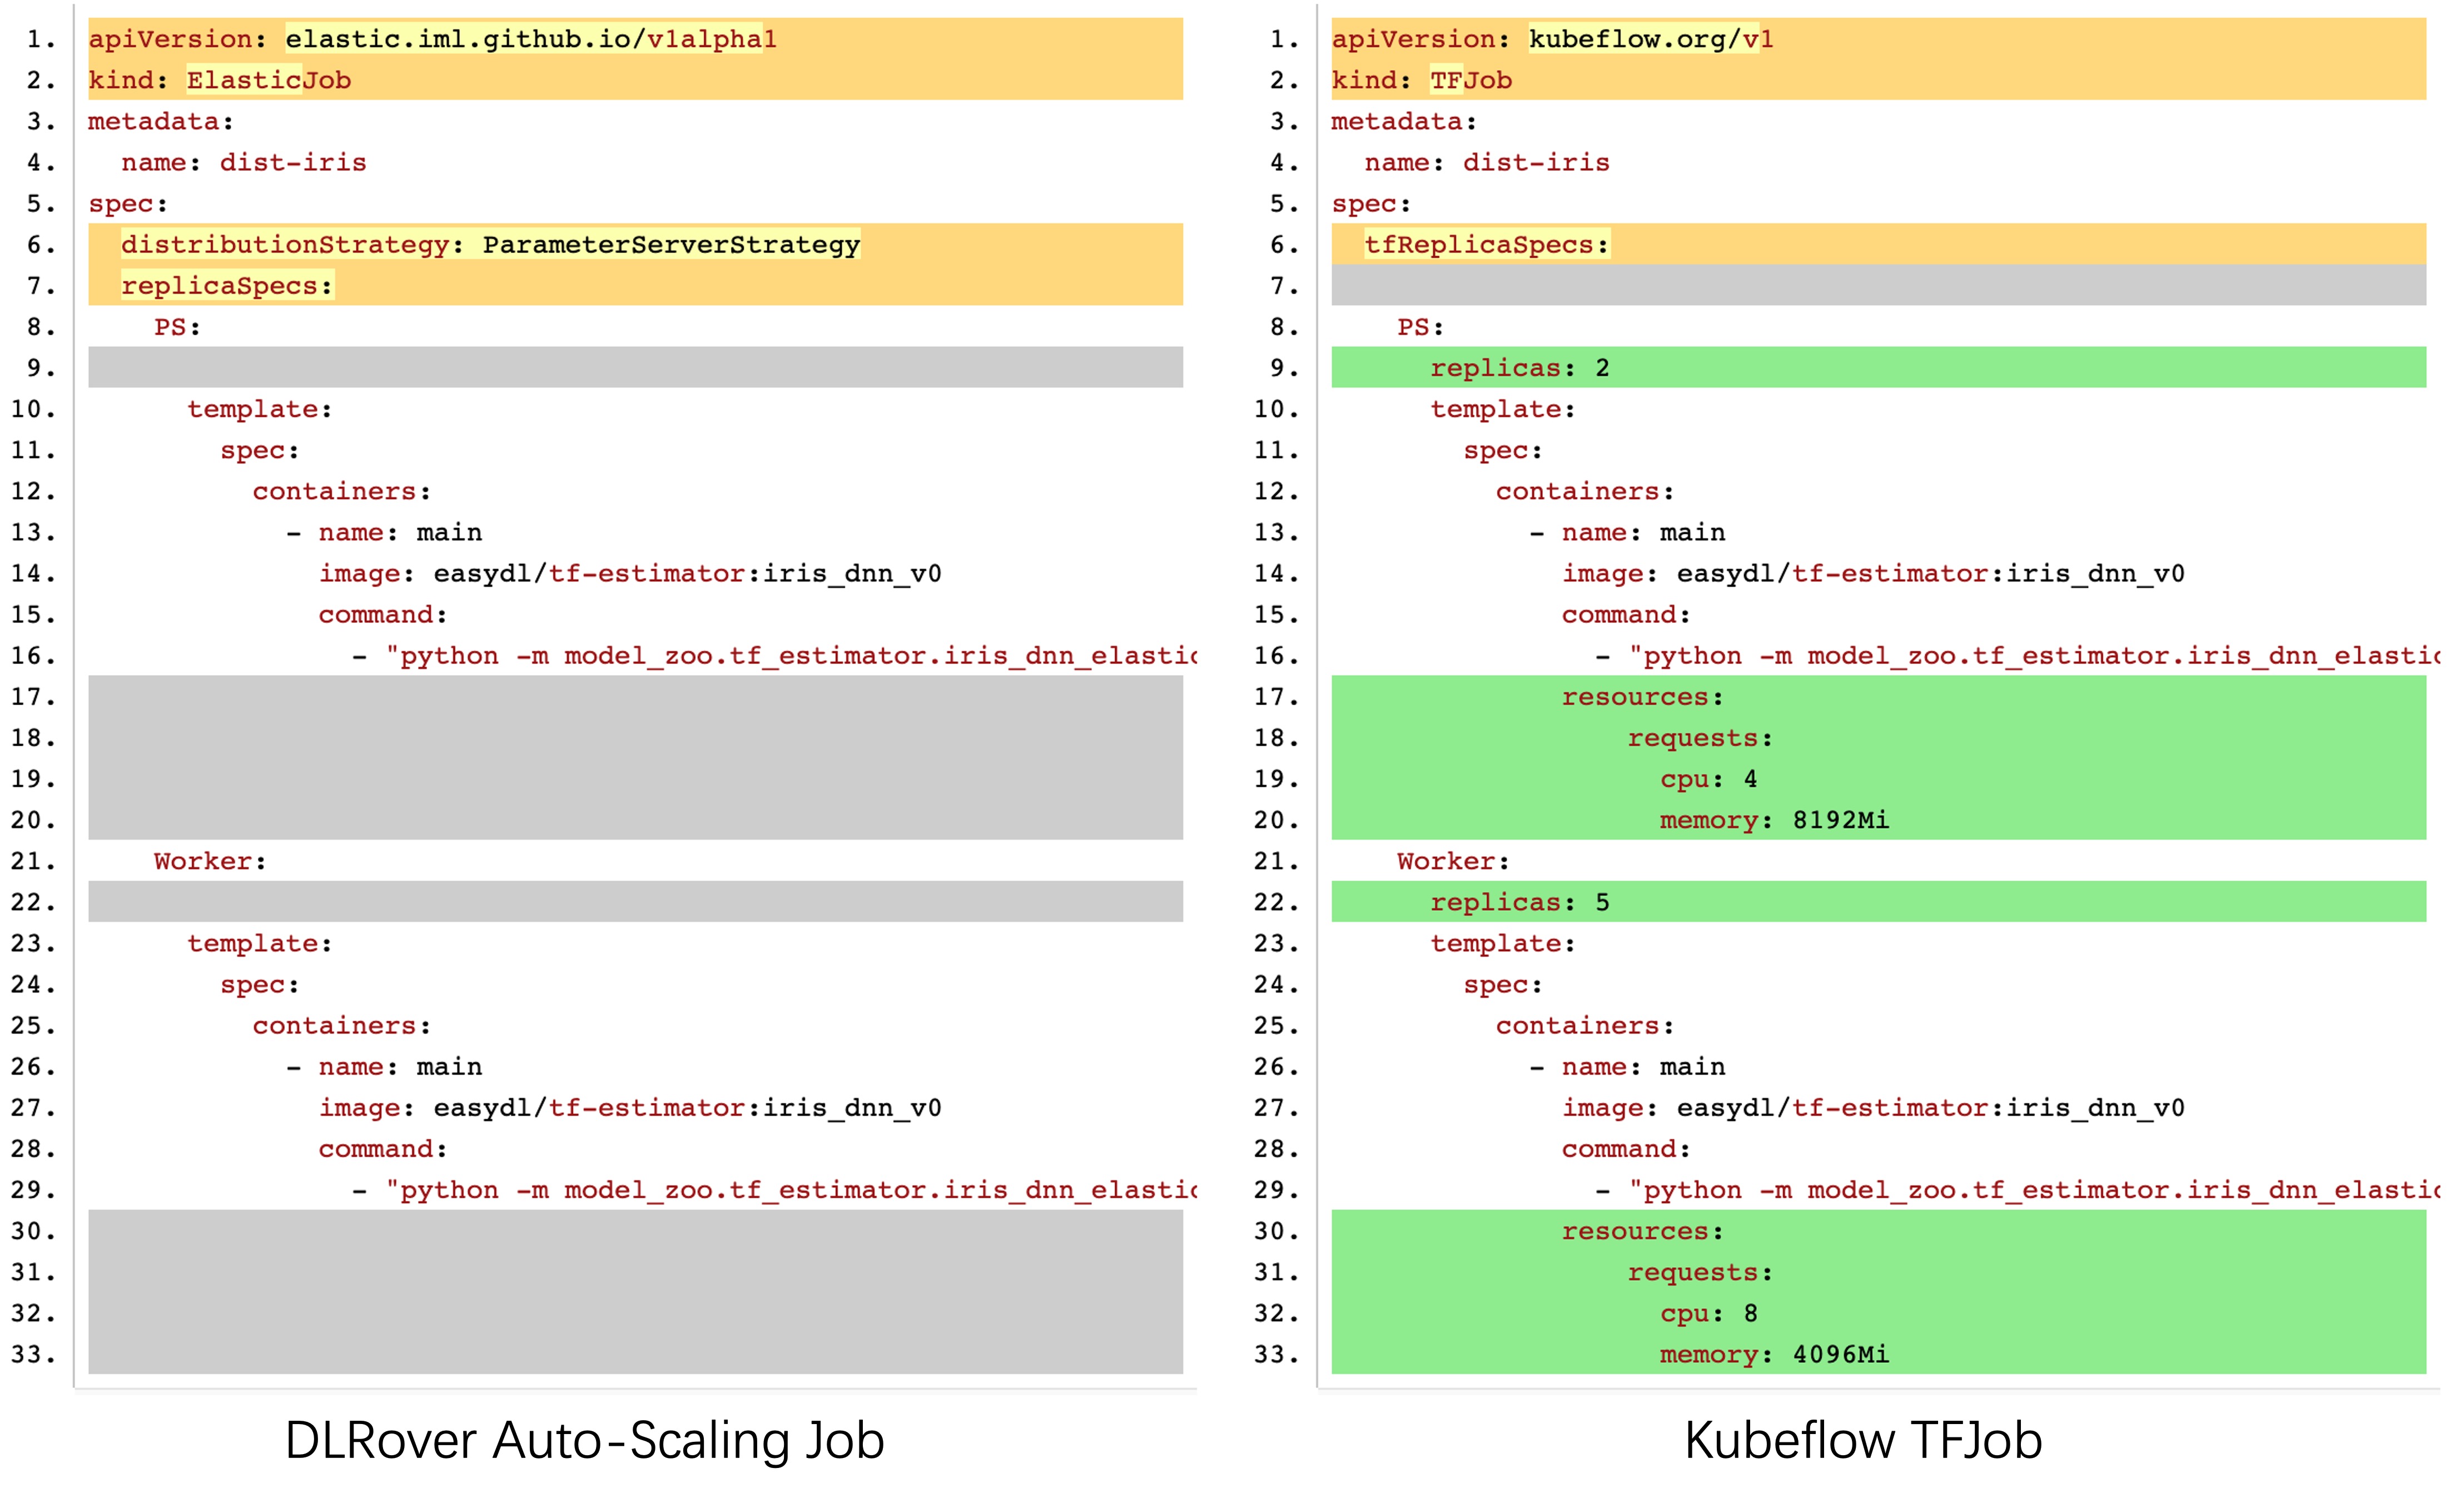 1. apiVersion: elastic.iml.github.io/v1alpha1
2. kind: ElasticJob
3. metadata:
4.   name: dist-iris
5. spec:
6.   distributionStrategy: ParameterServerStrategy
7.   replicaSpecs:
8.     PS:
9.
10.       template:
11.         spec:
12.           containers:
13.             - name: main
14.               image: easydl/tf-estimator:iris_dnn_v0
15.               command:
16.                 - "python -m model_zoo.tf_estimator.iris_dnn_elastic
17.
18.
19.
20.
21.     Worker:
22.
23.       template:
24.         spec:
25.           containers:
26.             - name: main
27.               image: easydl/tf-estimator:iris_dnn_v0
28.               command:
29.                 - "python -m model_zoo.tf_estimator.iris_dnn_elastic
30.
31.
32.
33.
DLRover Auto-Scaling Job
1. apiVersion: kubeflow.org/v1
2. kind: TFJob
3. metadata:
4.   name: dist-iris
5. spec:
6.   tfReplicaSpecs:
7.
8.     PS:
9.       replicas: 2
10.       template:
11.         spec:
12.           containers:
13.             - name: main
14.               image: easydl/tf-estimator:iris_dnn_v0
15.               command:
16.                 - "python -m model_zoo.tf_estimator.iris_dnn_elastic
17.               resources:
18.                   requests:
19.                     cpu: 4
20.                     memory: 8192Mi
21.     Worker:
22.       replicas: 5
23.       template:
24.         spec:
25.           containers:
26.             - name: main
27.               image: easydl/tf-estimator:iris_dnn_v0
28.               command:
29.                 - "python -m model_zoo.tf_estimator.iris_dnn_elastic
30.               resources:
31.                   requests:
32.                     cpu: 8
33.                     memory: 4096Mi
Kubeflow TFJob